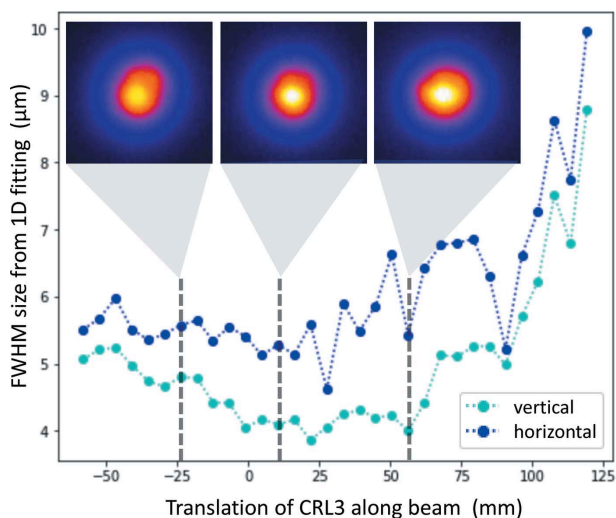 10
9
8
7
6
5
4
FWHM size from 1D fitting (μm)
vertical
horizontal
−50 −25 0 25 50 75 100 125
Translation of CRL3 along beam (mm)